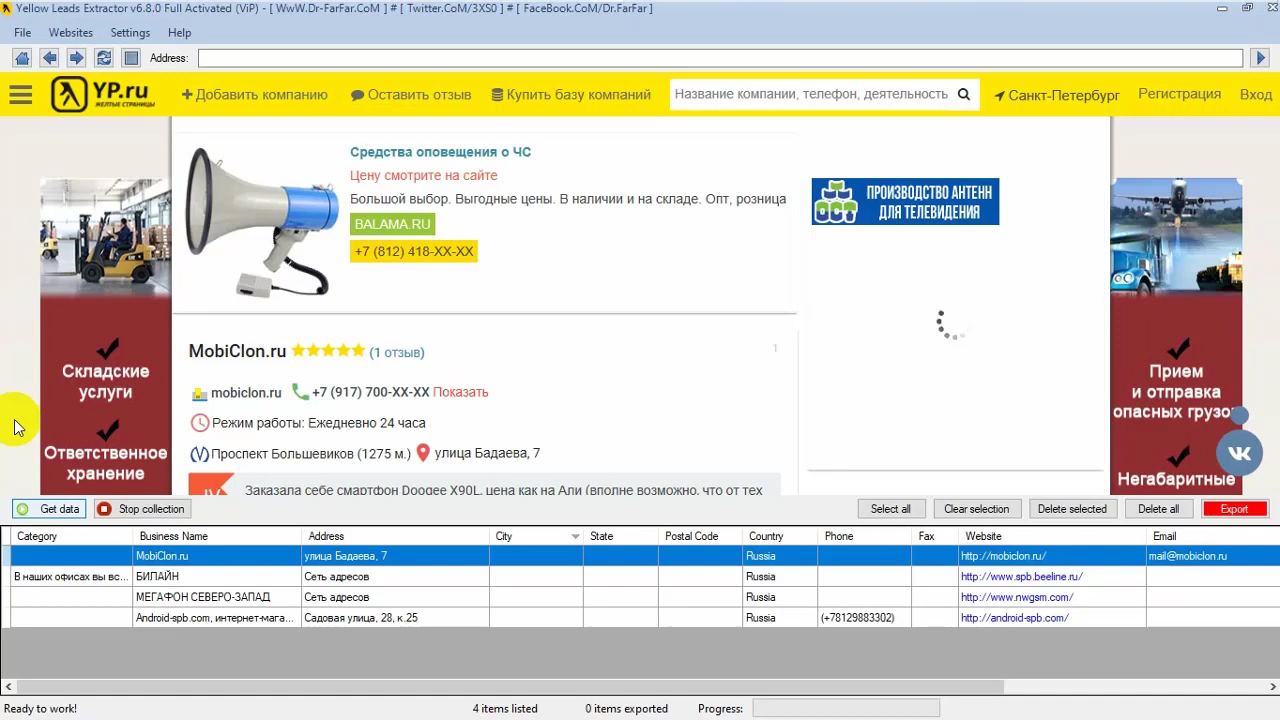 Yellow Leads Extractor v6.8.0 Full Activated (ViP) - [ WwW.Dr-FarFar.CoM ] # [ Twitter.CoM/3XS0 ] # [ FaceBook.CoM/Dr.FarFar ]
File Websites Settings Help
Address:
YP.ru
ЖЕЛТЫЕ СТРАНИЦЫ
Добавить компанию Оставить отзыв Купить базу компаний Название компании, телефон, деятельность Санкт-Петербург Регистрация Вход
Средства оповещения о ЧС
Цену смотрите на сайте
Большой выбор. Выгодные цены. В наличии и на складе. Опт, розница
BALAMA.RU
+7 (812) 418-XX-XX
ОСТ
ПРОИЗВОДСТВО АНТЕНН
ДЛЯ ТЕЛЕВИДЕНИЯ
Складские
услуги
Ответственное
хранение
MobiClon.ru (1 отзыв) 1
mobiclon.ru +7 (917) 700-XX-XX Показать
Режим работы: Ежедневно 24 часа
Проспект Большевиков (1275 м.) улица Бадаева, 7
Заказала себе смартфон Doogee X90L, цена как на Али (вполне возможно, что от тех
Прием
и отправка
опасных грузо
Негабаритные
Get data Stop collection Select all Clear selection Delete selected Delete all Export
Category Business Name Address City State Postal Code Country Phone Fax Website Email
MobiClon.ru улица Бадаева, 7 Russia http://mobiclon.ru/ mail@mobiclon.ru
В наших офисах вы вс... БИЛАЙН Сеть адресов Russia http://www.spb.beeline.ru/
МЕГАФОН СЕВЕРО-ЗАПАД Сеть адресов Russia http://www.nwgsm.com/
Android-spb.com, интернет-мага... Садовая улица, 28, к.25 Russia (+78129883302) http://android-spb.com/
Ready to work! 4 items listed 0 items exported Progress: